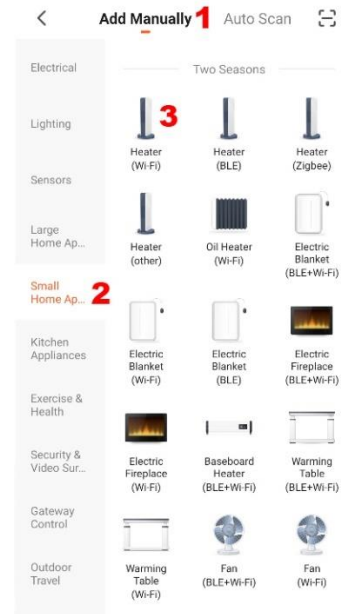 Add Manually 1 Auto Scan
Electrical
Lighting
Sensors
Large
Home Ap...
Small
Home Ap...
2
Kitchen
Appliances
Exercise &
Health
Security &
Video Sur...
Gateway
Control
Outdoor
Travel
Two Seasons
3
Heater
(Wi-Fi)
Heater
(BLE)
Heater
(Zigbee)
Heater
(other)
Oil Heater
(Wi-Fi)
Electric
Blanket
(BLE+Wi-Fi)
Electric
Blanket
(Wi-Fi)
Electric
Blanket
(BLE)
Electric
Fireplace
(BLE+Wi-Fi)
Electric
Fireplace
(Wi-Fi)
Baseboard
Heater
(BLE+Wi-Fi)
Warming
Table
(BLE+Wi-Fi)
Warming
Table
(Wi-Fi)
Fan
(BLE+Wi-Fi)
Fan
(Wi-Fi)